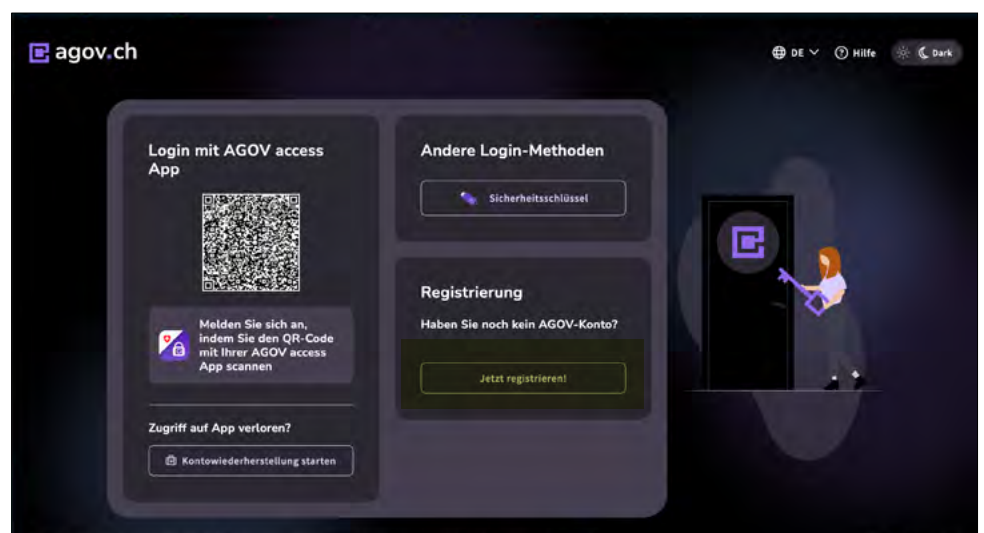 agov.ch
DE
Hilfe
Dark
Login mit AGOV access
App
Melden Sie sich an,
indem Sie den QR-Code
mit Ihrer AGOV access
App scannen
Zugriff auf App verloren?
Kontowiederherstellung starten
Andere Login-Methoden
Sicherheitsschlüssel
Registrierung
Haben Sie noch kein AGOV-Konto?
Jetzt registrieren!